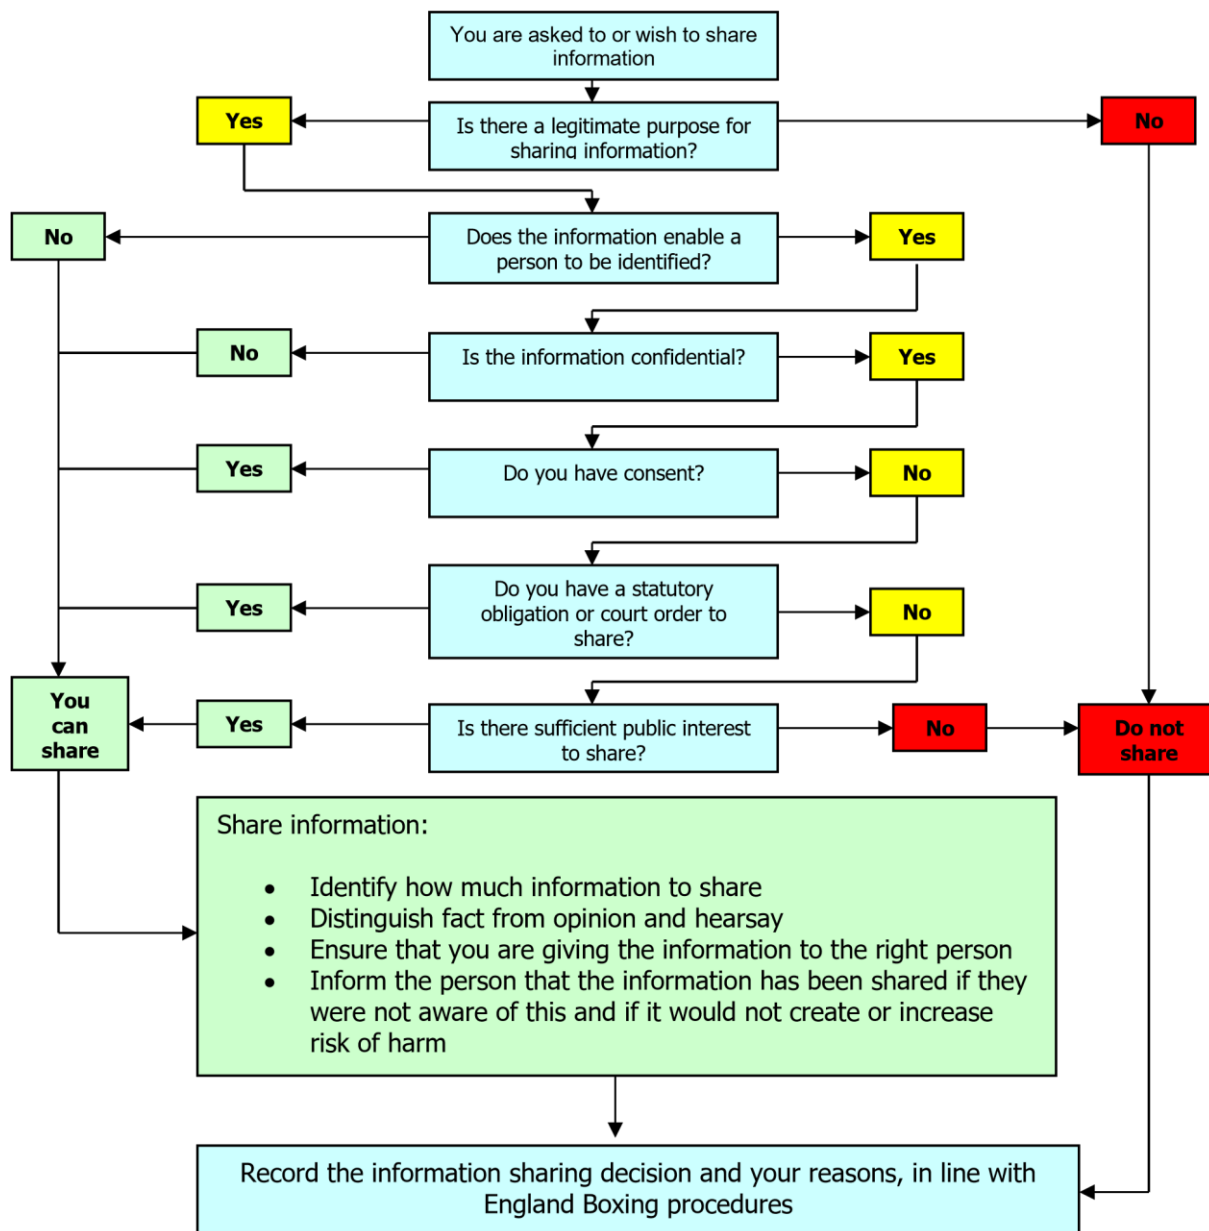 You are asked to or wish to share
information
Yes
Is there a legitimate purpose for
sharing information?
No
No
Does the information enable a
person to be identified?
Yes
No
Is the information confidential?
Yes
Yes
Do you have consent?
No
Yes
Do you have a statutory
obligation or court order to
share?
No
You
can
share
Yes
Is there sufficient public interest
to share?
No
Do not
share
Share information:
• Identify how much information to share
• Distinguish fact from opinion and hearsay
• Ensure that you are giving the information to the right person
• Inform the person that the information has been shared if they
were not aware of this and if it would not create or increase
risk of harm
Record the information sharing decision and your reasons, in line with
England Boxing procedures